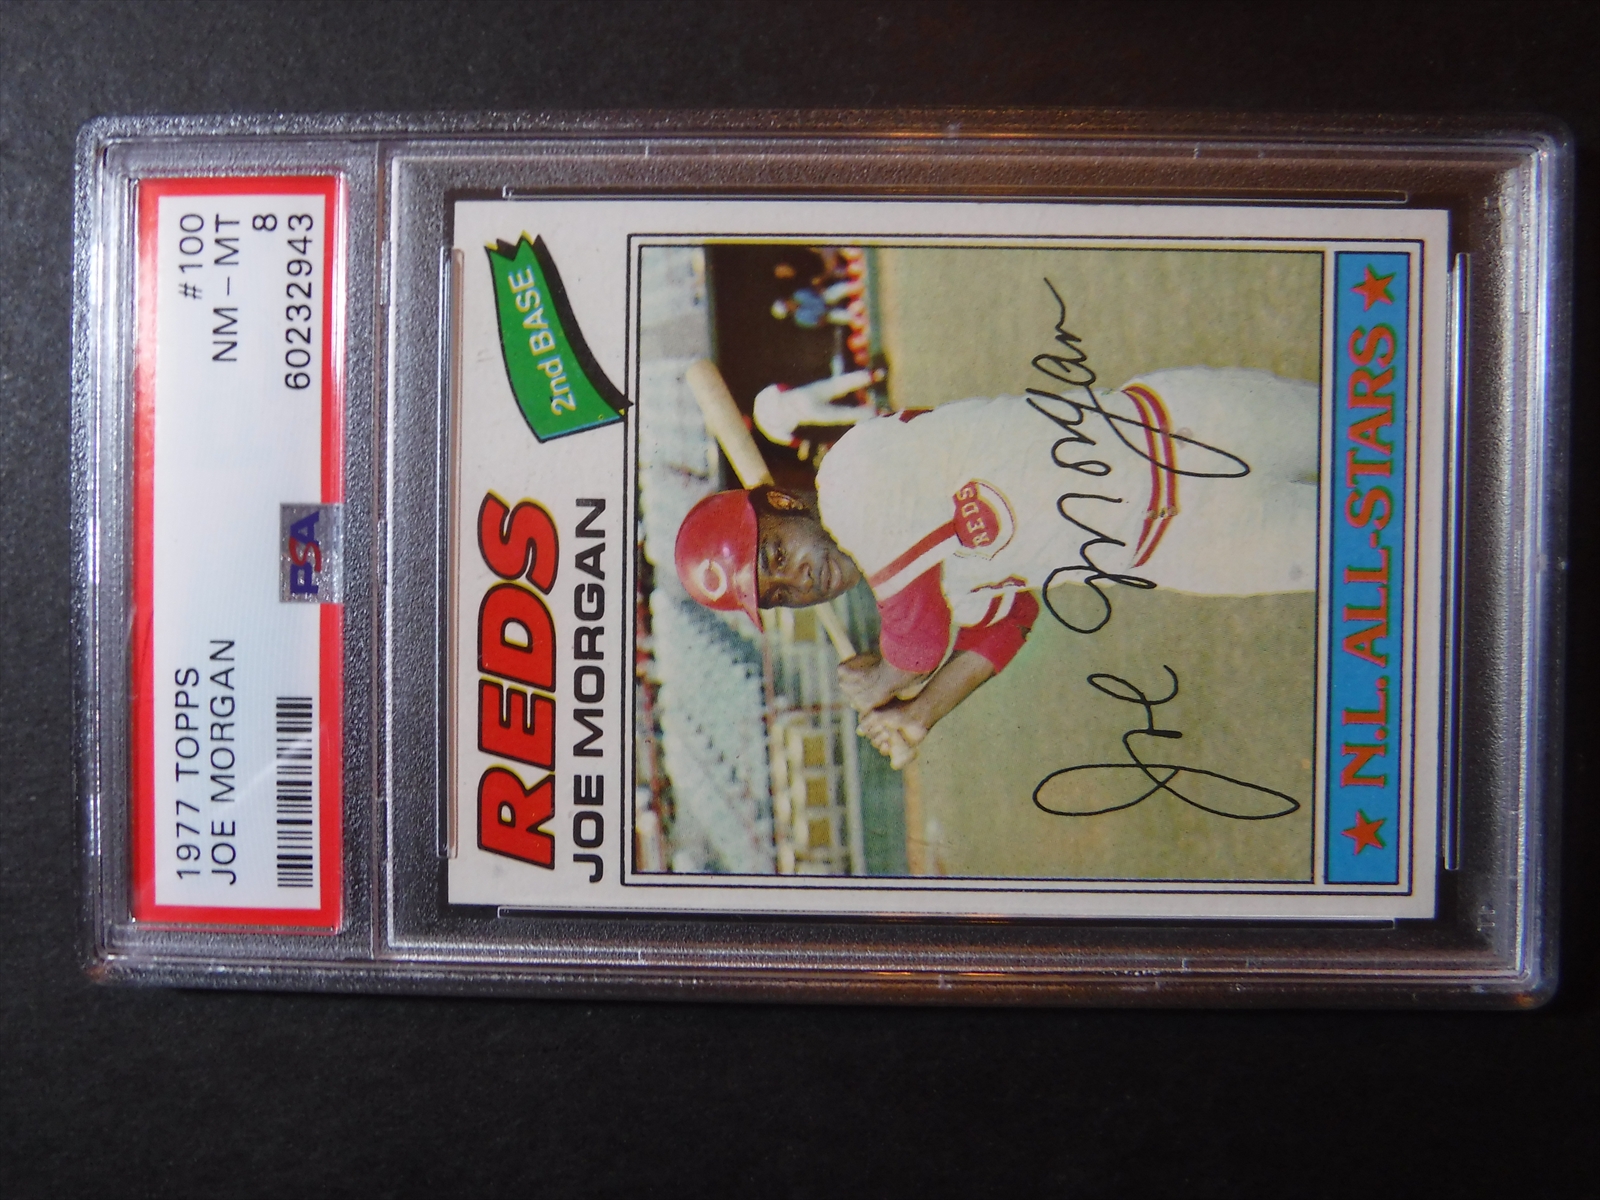 1977 TOPPS #100
JOE MORGAN NM - MT
8
60232943
PSA
REDS
2nd BASE
JOE MORGAN
C
REDS
Joe Morgan
★ N.L. ALL-STARS ★